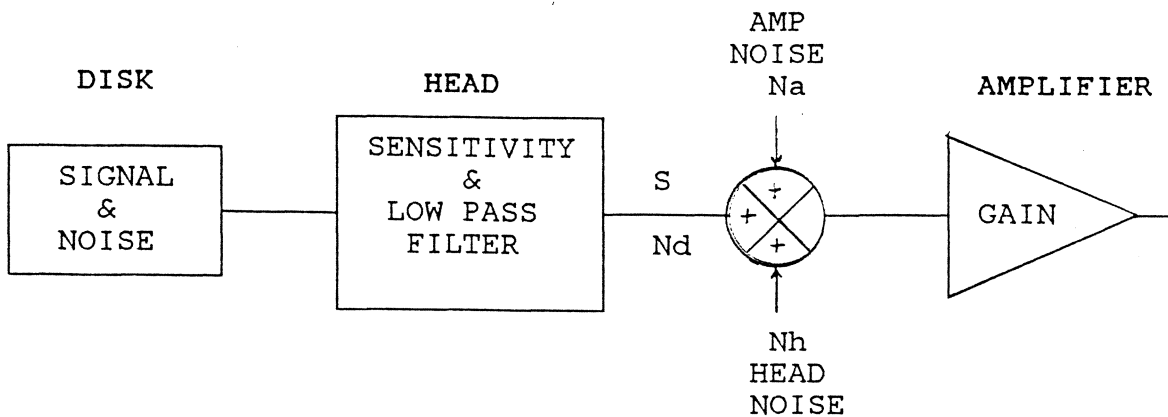 DISK
SIGNAL
&
NOISE
HEAD
SENSITIVITY
&
LOW PASS
FILTER
S
Nd
AMP
NOISE
Na
+
+
+
Nh
HEAD
NOISE
AMPLIFIER
GAIN